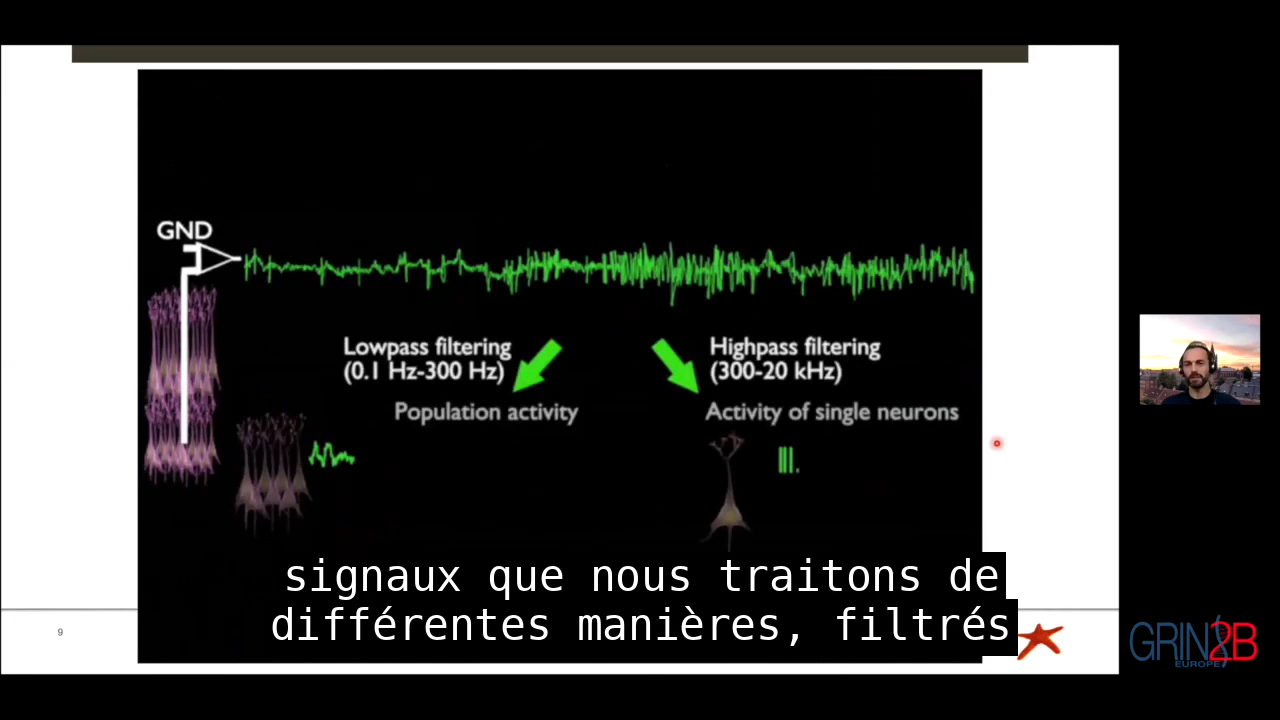 GND
Lowpass filtering
(0.1 Hz-300 Hz)
Population activity
Highpass filtering
(300-20 kHz)
Activity of single neurons
signaux que nous traitons de
différentes manières, filtrés
9
GRIN2B
EUROPE